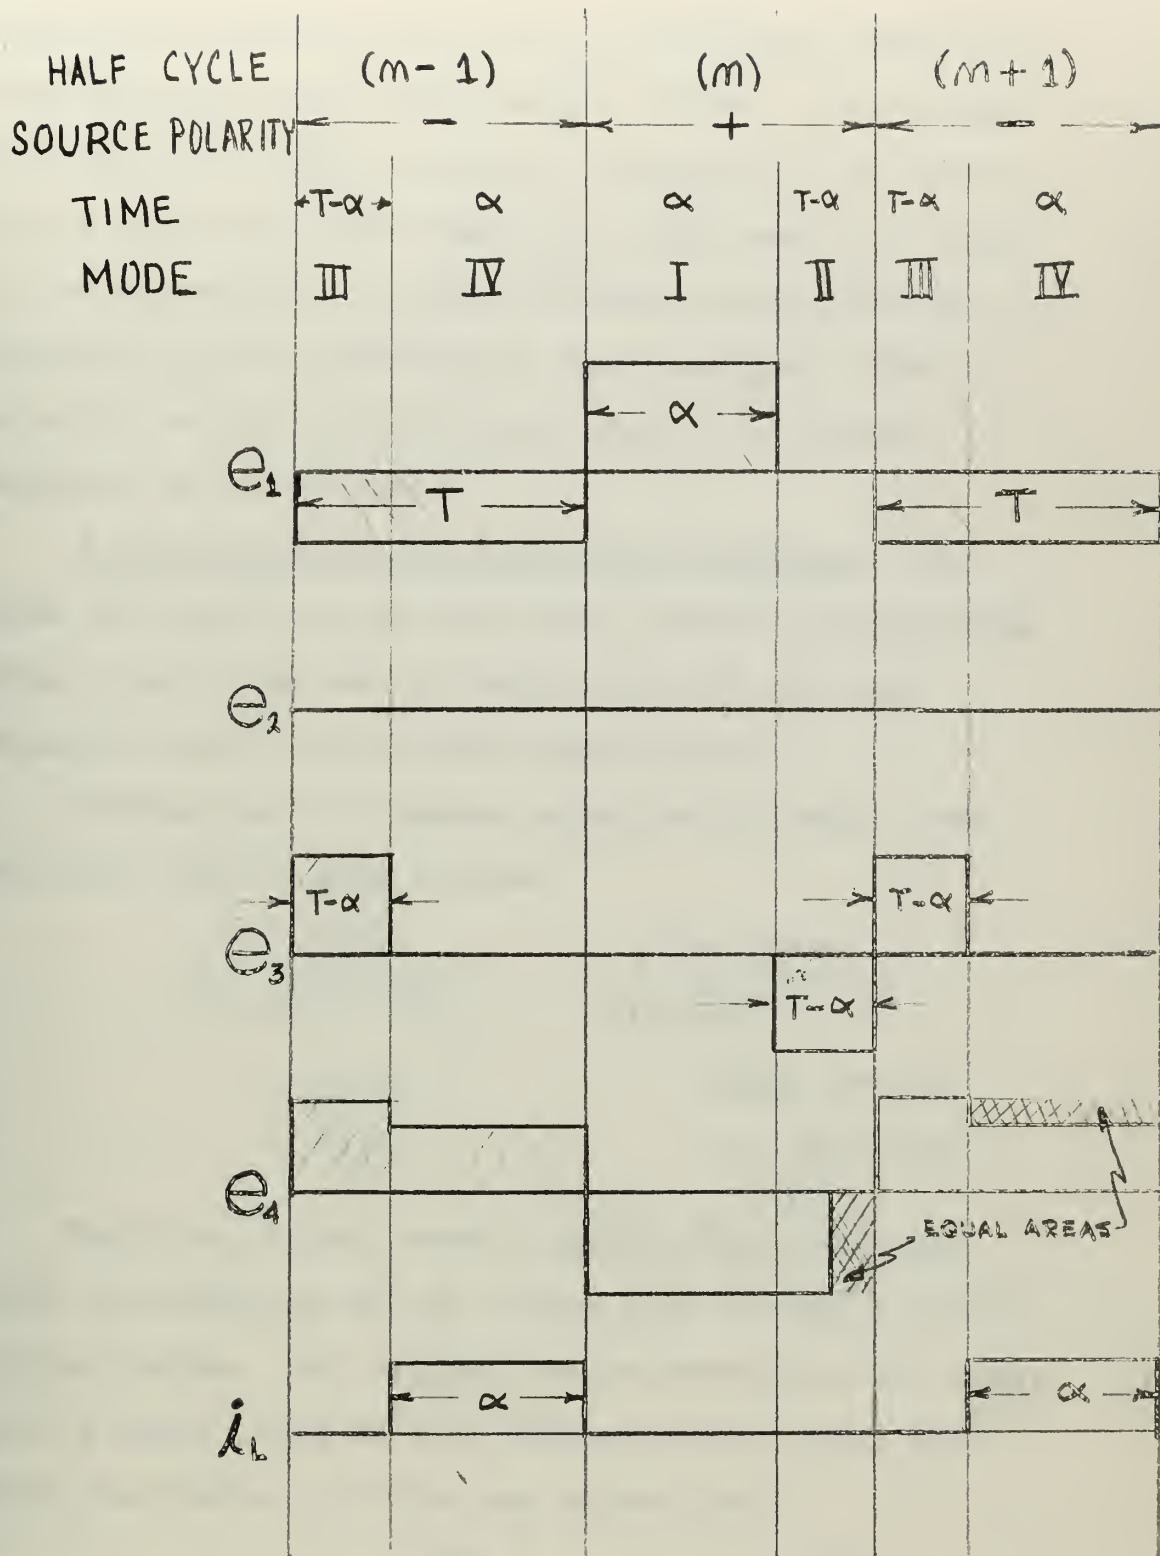 HALF CYCLE (m-1) (m) (m+1)
SOURCE POLARITY - + -
TIME T-α α α T-α T-α α
MODE III IV I II III IV
α
e₁
T T
e₂
T-α T-α
e₃
T-α
e₄
EQUAL AREAS
α α
i_L